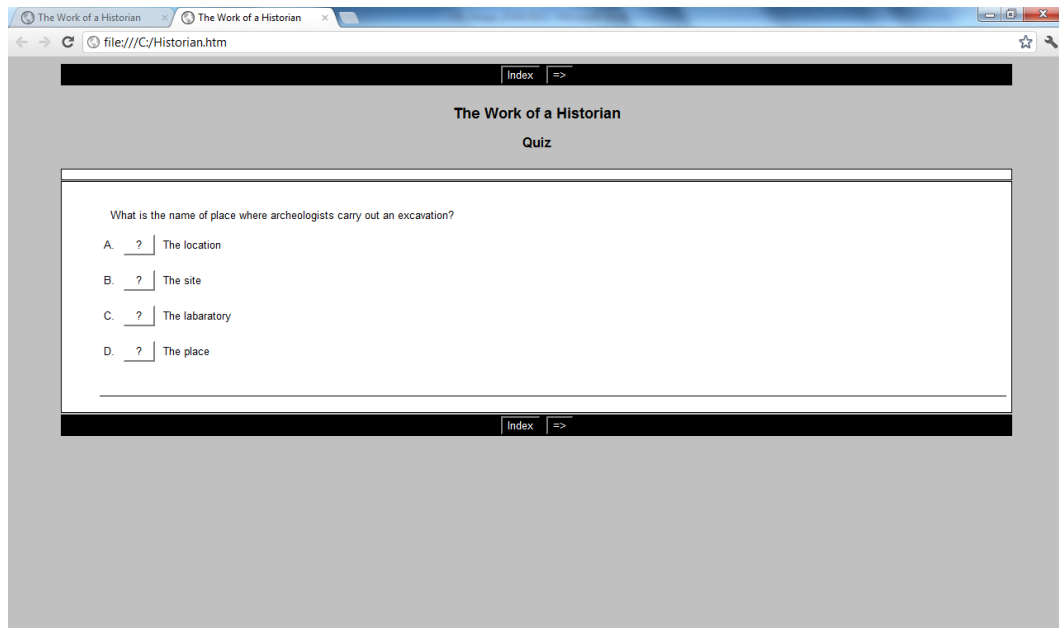 The Work of a Historian The Work of a Historian
file:///C:/Historian.htm
Index =>
The Work of a Historian
Quiz
What is the name of place where archeologists carry out an excavation?
A. ? The location
B. ? The site
C. ? The labaratory
D. ? The place
Index =>